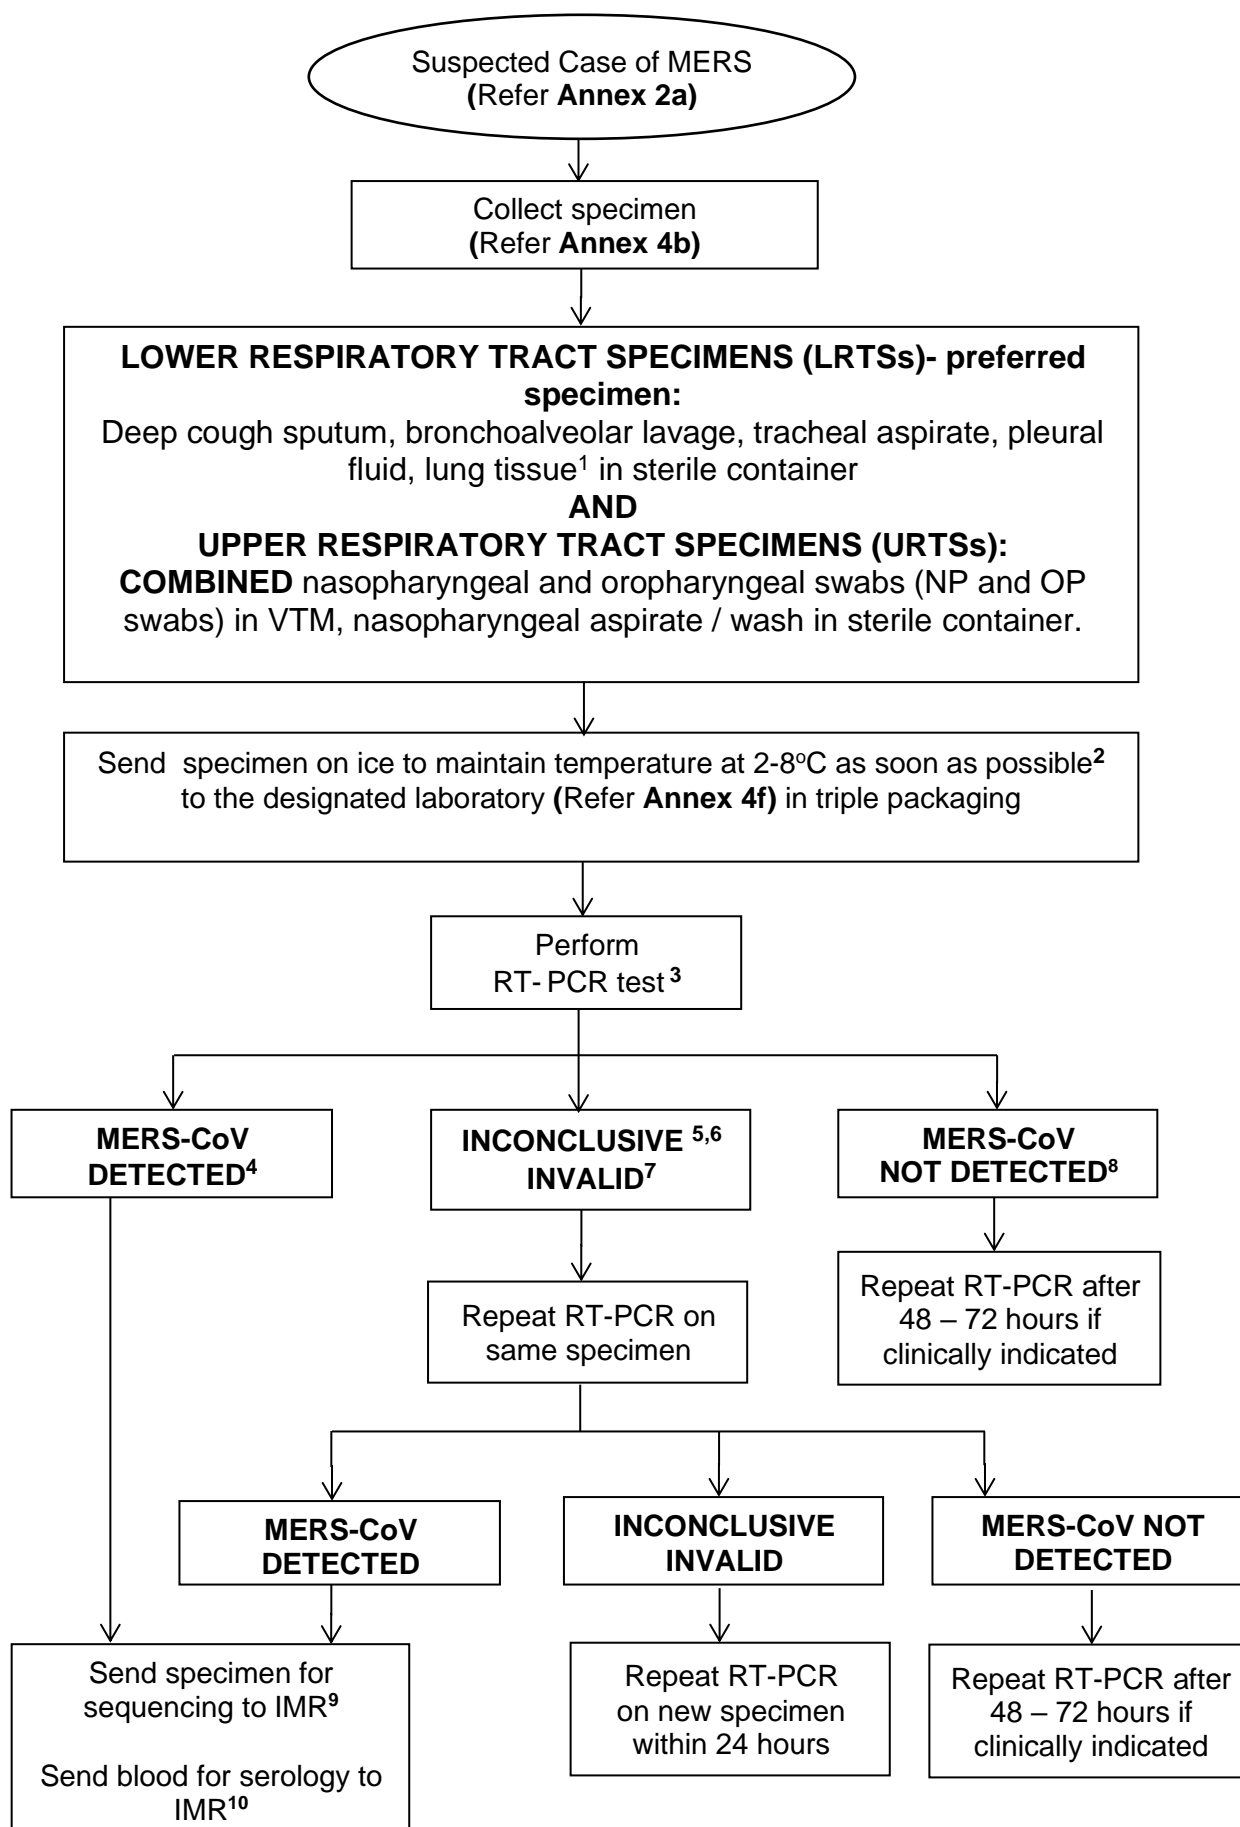 Suspected Case of MERS
(Refer Annex 2a)
Collect specimen
(Refer Annex 4b)
LOWER RESPIRATORY TRACT SPECIMENS (LRTSs)- preferred
specimen:
Deep cough sputum, bronchoalveolar lavage, tracheal aspirate, pleural
fluid, lung tissue¹ in sterile container
AND
UPPER RESPIRATORY TRACT SPECIMENS (URTSs):
COMBINED nasopharyngeal and oropharyngeal swabs (NP and OP
swabs) in VTM, nasopharyngeal aspirate / wash in sterile container.
Send specimen on ice to maintain temperature at 2-8ºC as soon as possible²
to the designated laboratory (Refer Annex 4f) in triple packaging
Perform
RT- PCR test ³
MERS-CoV
DETECTED⁴
INCONCLUSIVE ⁵,⁶
INVALID⁷
MERS-CoV
NOT DETECTED⁸
Repeat RT-PCR on
same specimen
Repeat RT-PCR after
48 – 72 hours if
clinically indicated
MERS-CoV
DETECTED
INCONCLUSIVE
INVALID
MERS-CoV NOT
DETECTED
Send specimen for
sequencing to IMR⁹
Send blood for serology to
IMR¹⁰
Repeat RT-PCR
on new specimen
within 24 hours
Repeat RT-PCR after
48 – 72 hours if
clinically indicated